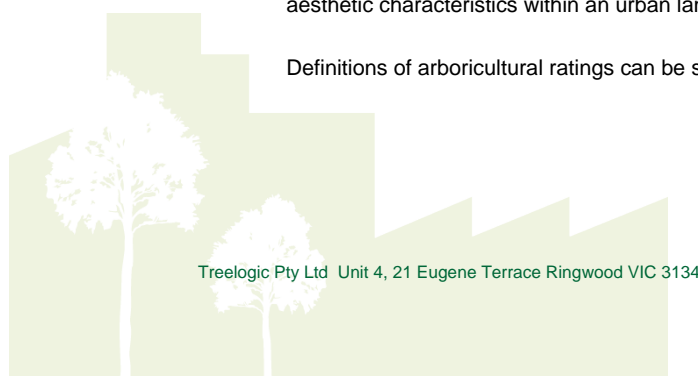 aesthetic characteristics within an urban
Definitions of arboricultural ratings can be
Treelogic Pty Ltd Unit 4, 21 Eugene Terrace Ringwood VIC 3134